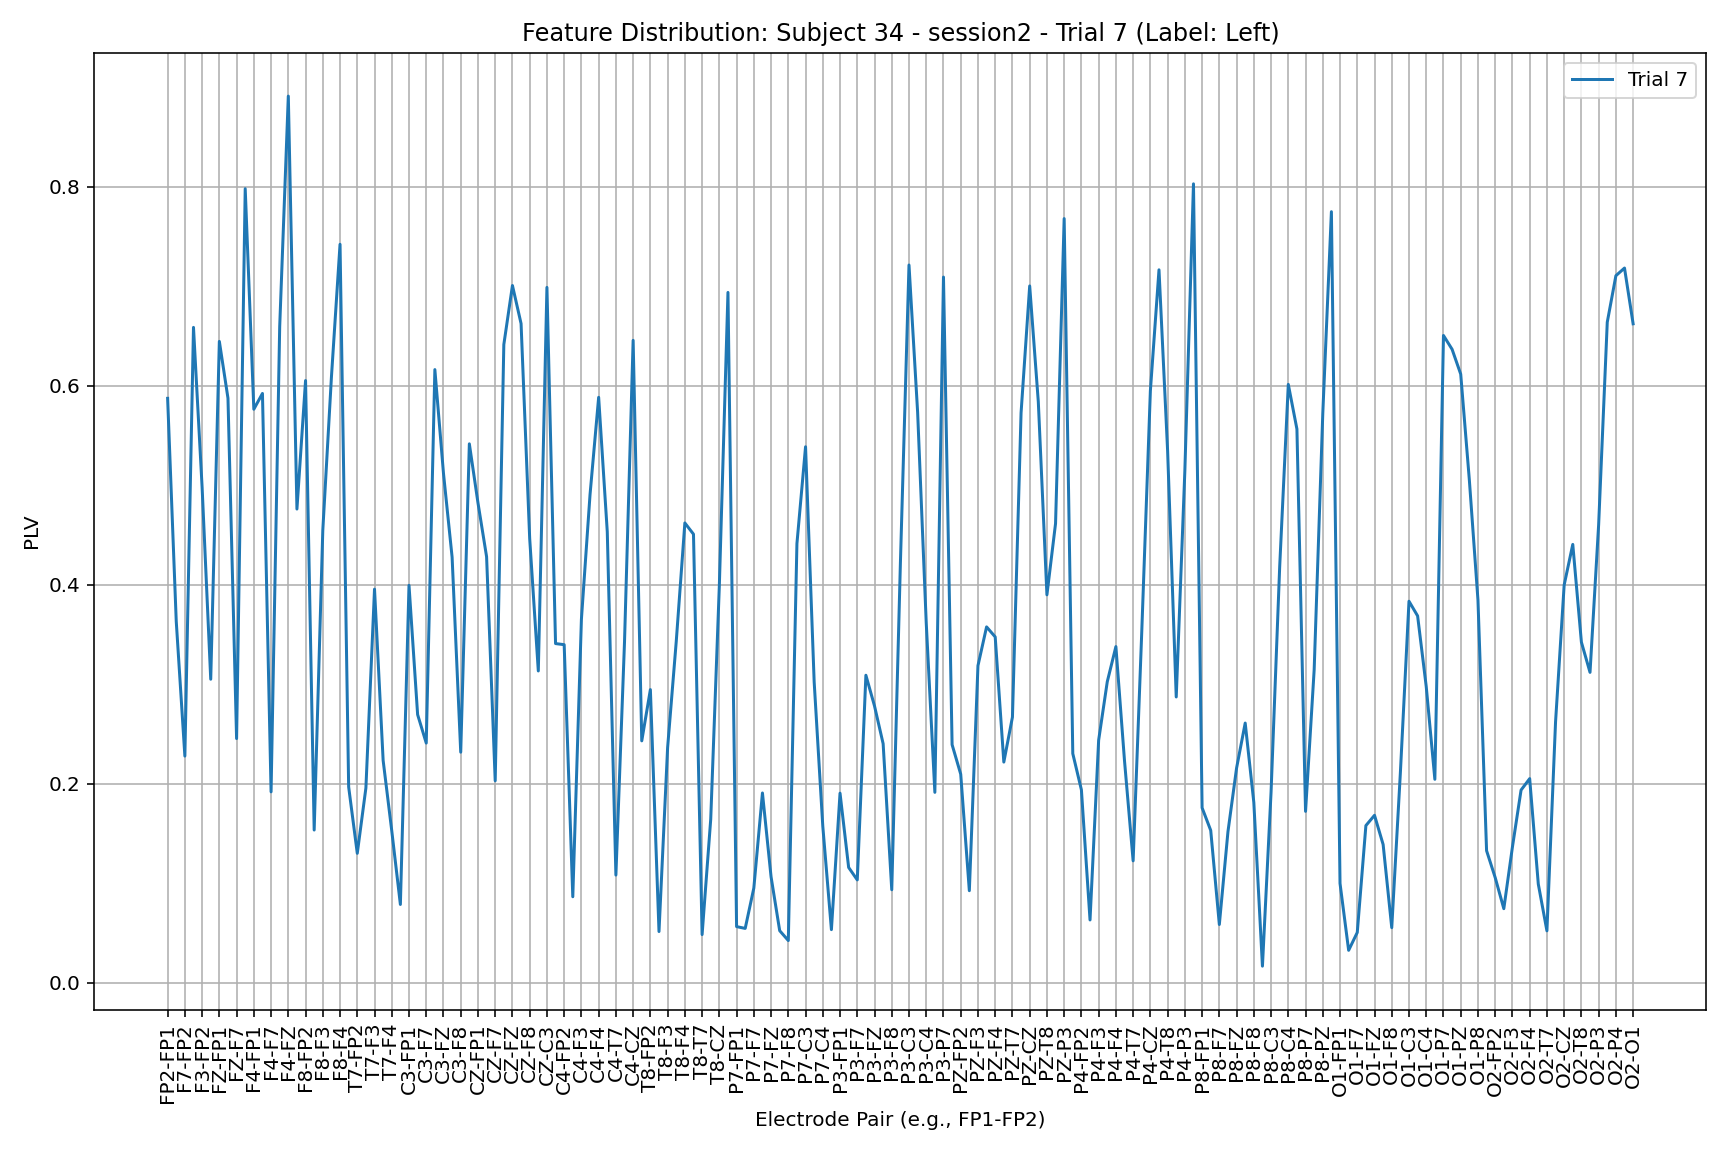 Feature Distribution: Subject 34 - session2 - Trial 7 (Label: Left)
Trial 7
PLV
0.8
0.6
0.4
0.2
0.0
FP2-FP1
F7-FP2
F3-FP2
FZ-FP1
FZ-F7
F4-FP1
F4-F7
F4-FZ
F8-FP2
F8-F3
F8-F4
T7-FP2
T7-F3
T7-F4
C3-FP1
C3-F7
C3-FZ
C3-F8
CZ-FP1
CZ-F7
CZ-FZ
CZ-F8
CZ-C3
C4-FP2
C4-F3
C4-F4
C4-T7
C4-CZ
T8-FP2
T8-F3
T8-F4
T8-T7
T8-CZ
P7-FP1
P7-F7
P7-FZ
P7-F8
P7-C3
P7-C4
P3-FP1
P3-F7
P3-FZ
P3-F8
P3-C3
P3-C4
P3-P7
PZ-FP2
PZ-F3
PZ-F4
PZ-T7
PZ-CZ
PZ-T8
PZ-P3
P4-FP2
P4-F3
P4-F4
P4-T7
P4-CZ
P4-T8
P4-P3
P8-FP1
P8-F7
P8-FZ
P8-F8
P8-C3
P8-C4
P8-P7
P8-PZ
O1-FP1
O1-F7
O1-FZ
O1-F8
O1-C3
O1-C4
O1-P7
O1-PZ
O1-P8
O2-FP2
O2-F3
O2-F4
O2-T7
O2-CZ
O2-T8
O2-P3
O2-P4
O2-O1
Electrode Pair (e.g., FP1-FP2)